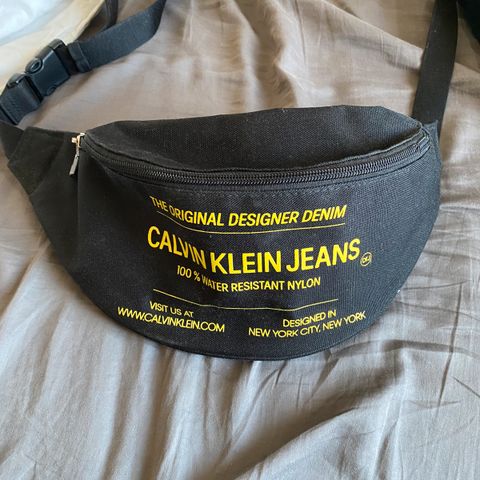 THE ORIGINAL DESIGNER DENIM
CALVIN KLEIN JEANS
100 % WATER RESISTANT NYLON
VISIT US AT
WWW.CALVINKLEIN.COM
DESIGNED IN
NEW YORK CITY, NEW YORK